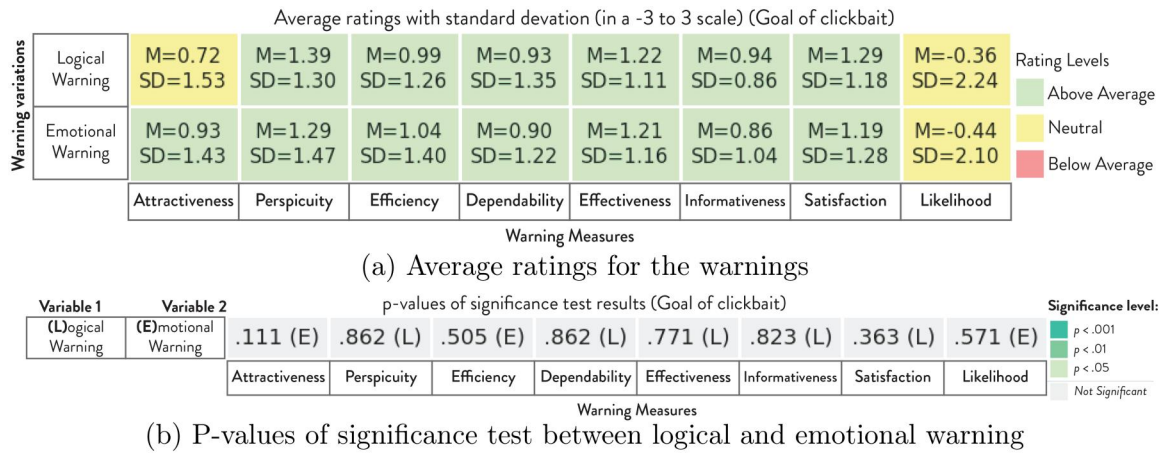 Average ratings with standard devation (in a -3 to 3 scale) (Goal of clickbait)
Warning variations
Logical Warning
M=0.72 SD=1.53
M=1.39 SD=1.30
M=0.99 SD=1.26
M=0.93 SD=1.35
M=1.22 SD=1.11
M=0.94 SD=0.86
M=1.29 SD=1.18
M=-0.36 SD=2.24
Emotional Warning
M=0.93 SD=1.43
M=1.29 SD=1.47
M=1.04 SD=1.40
M=0.90 SD=1.22
M=1.21 SD=1.16
M=0.86 SD=1.04
M=1.19 SD=1.28
M=-0.44 SD=2.10
Attractiveness Perspicuity Efficiency Dependability Effectiveness Informativeness Satisfaction Likelihood
Warning Measures
Rating Levels
Above Average
Neutral
Below Average
(a) Average ratings for the warnings
Variable 1 Variable 2 p-values of significance test results (Goal of clickbait)
(L)ogical Warning
(E)motional Warning
.111 (E) .862 (L) .505 (E) .862 (L) .771 (L) .823 (L) .363 (L) .571 (E)
Attractiveness Perspicuity Efficiency Dependability Effectiveness Informativeness Satisfaction Likelihood
Warning Measures
Significance level:
p < .001
p < .01
p < .05
Not Significant
(b) P-values of significance test between logical and emotional warning